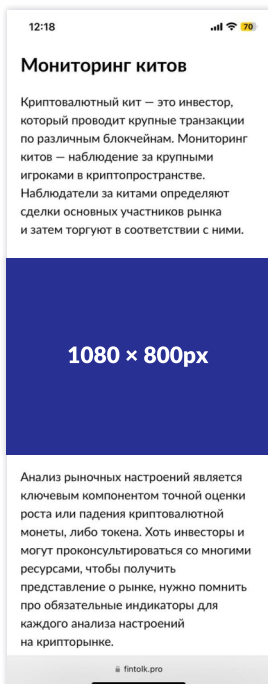 12:18
70
Мониторинг китов
Криптовалютный кит — это инвестор,
который проводит крупные транзакции
по различным блокчейнам. Мониторинг
китов — наблюдение за крупными
игроками в криптопространстве.
Наблюдатели за китами определяют
сделки основных участников рынка
и затем торгуют в соответствии с ними.
1080 × 800px
Анализ рыночных настроений является
ключевым компонентом точной оценки
роста или падения криптовалютной
монеты, либо токена. Хоть инвесторы и
могут проконсультироваться со многими
ресурсами, чтобы получить
представление о рынке, нужно помнить
про обязательные индикаторы для
каждого анализа настроений
на крипторынке.
fintolk.pro